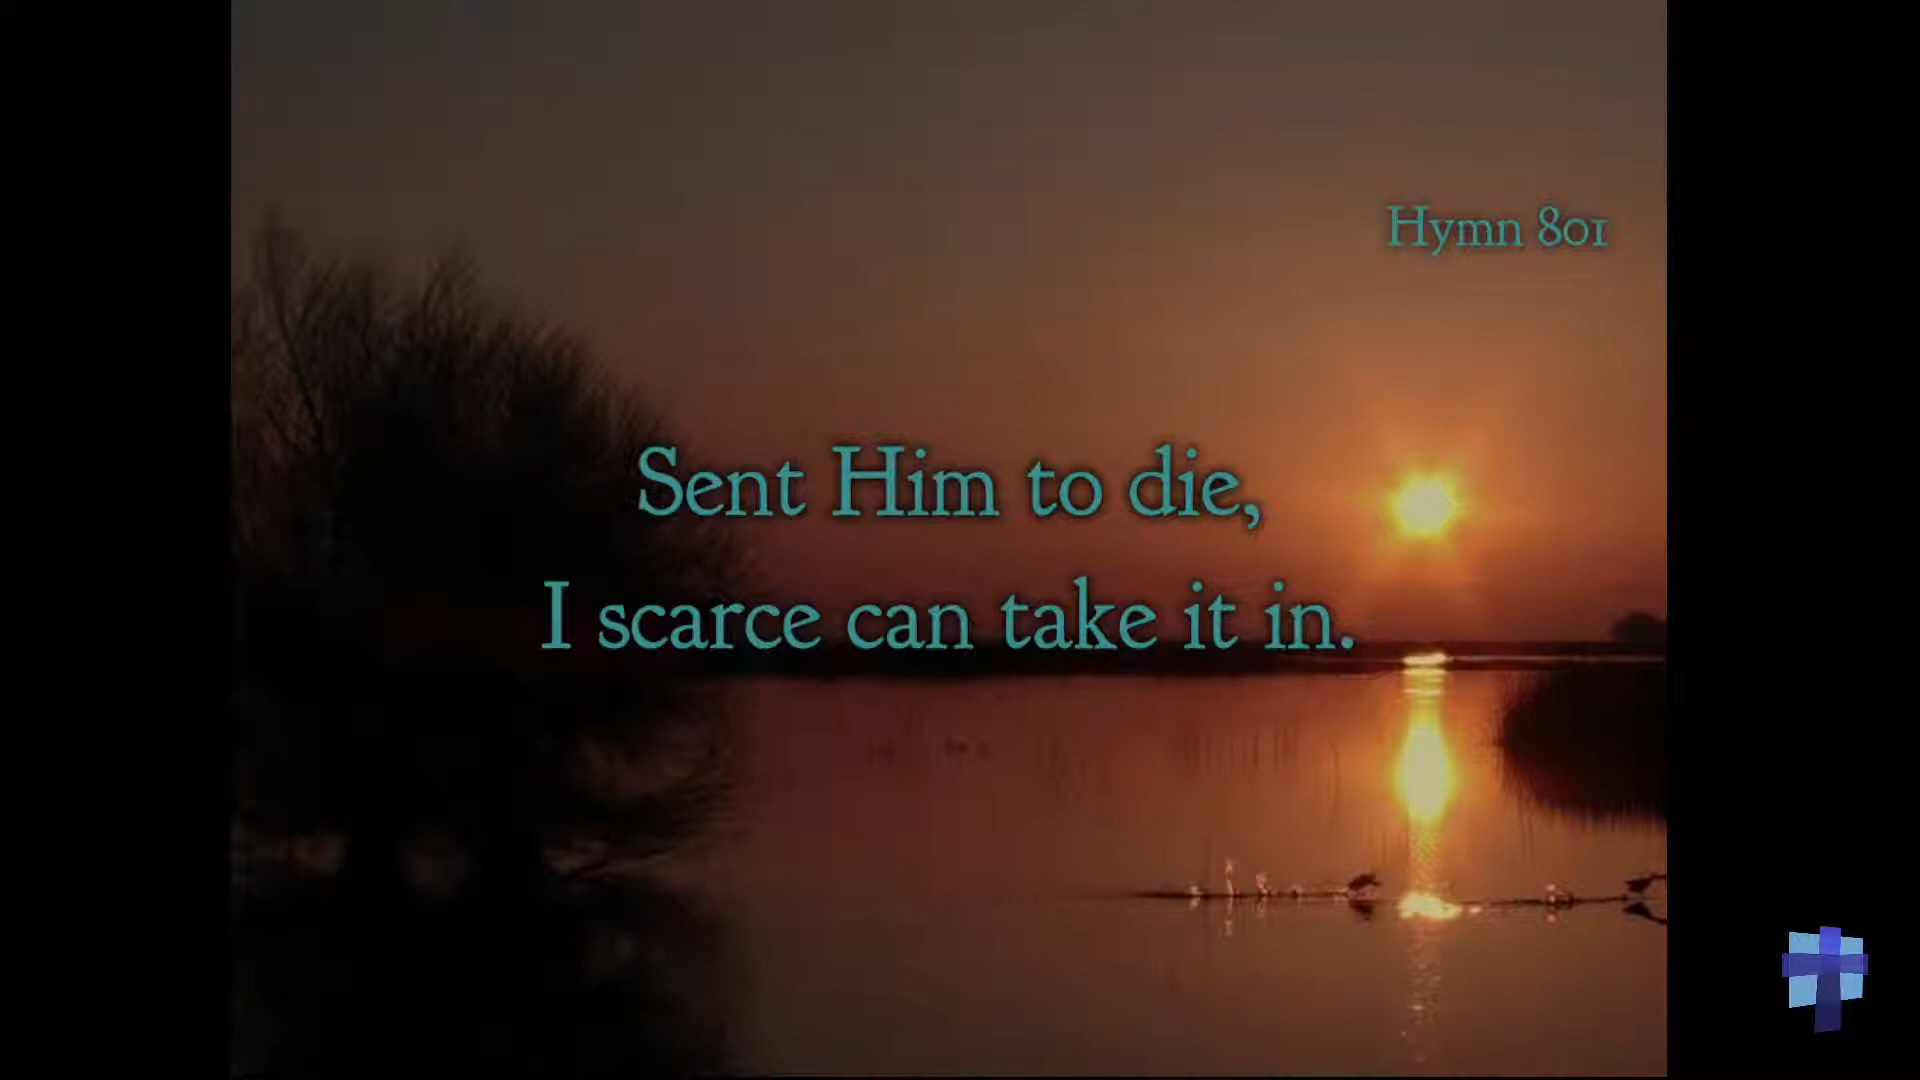 Hymn 801
Sent Him to die,
I scarce can take it in.